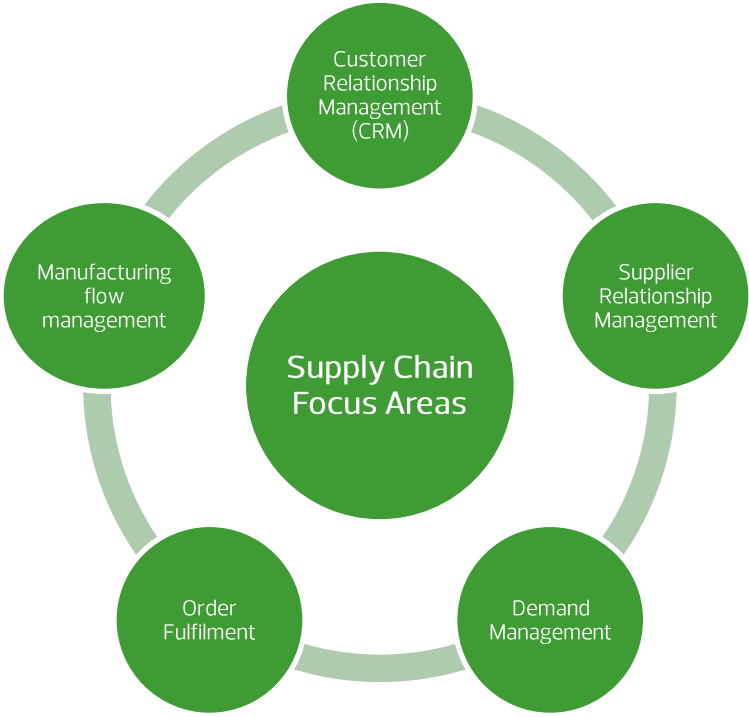 Customer
Relationship
Management
(CRM)
Supplier
Relationship
Management
Demand
Management
Order
Fulfilment
Manufacturing
flow
management
Supply Chain
Focus Areas